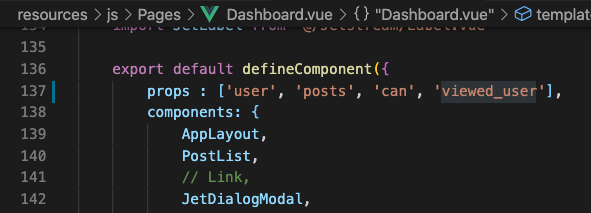 resources > js > Pages > Dashboard.vue > {} "Dashboard.vue" > templat
134 import JetLabel from '@/Jetstream/Label.vue'
135
136 export default defineComponent({
137 props : ['user', 'posts', 'can', 'viewed_user'],
138 components: {
139 AppLayout,
140 PostList,
141 // Link,
142 JetDialogModal,